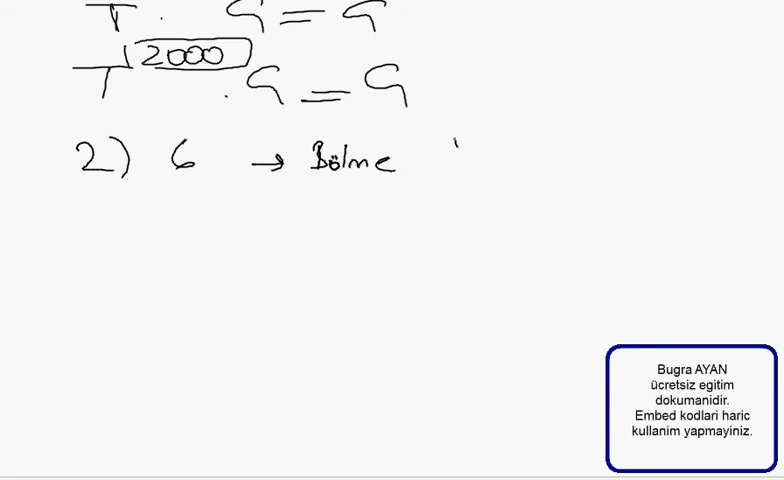 T . G = G
T 2000 . G = G
2) 6 → Bölme
Bugra AYAN
ücretsiz egitim
dokumanidir.
Embed kodlari haric
kullanim yapmayiniz.